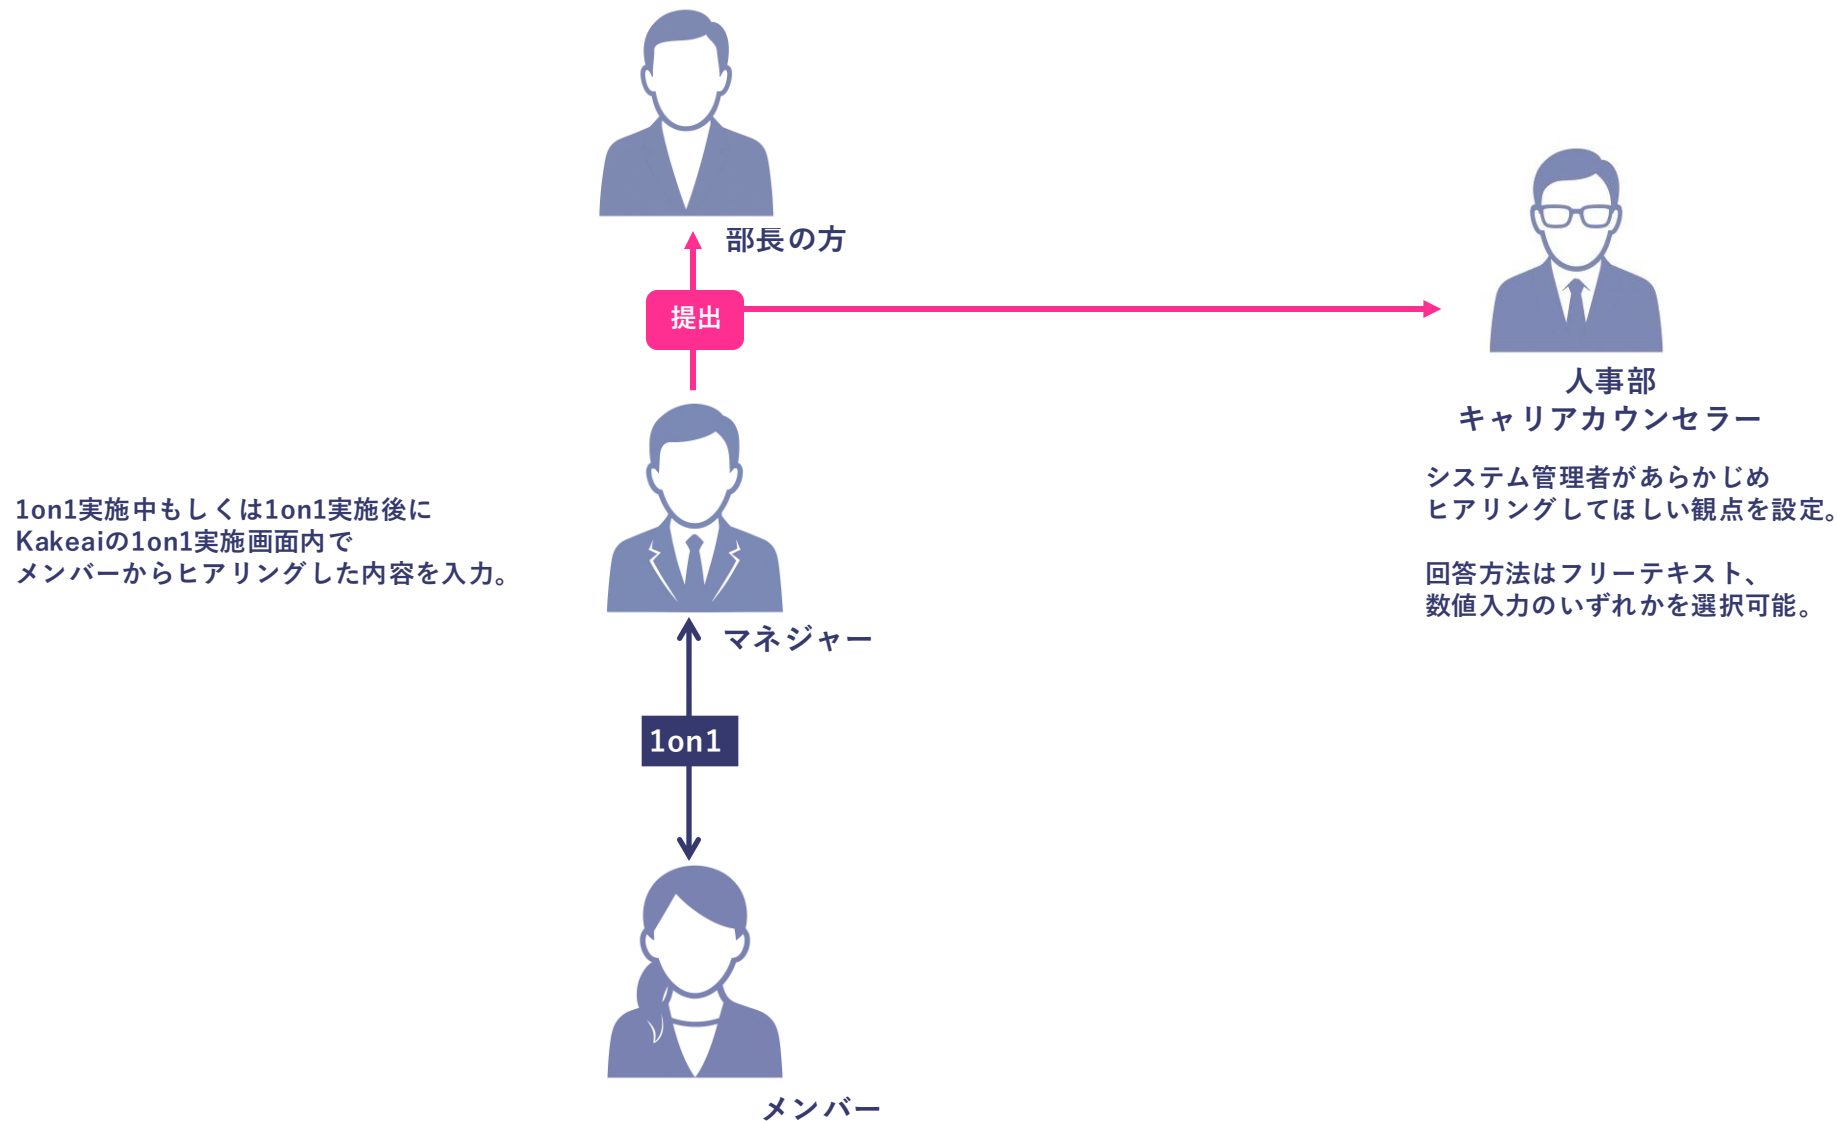 部長の方
提出
人事部
キャリアカウンセラー
システム管理者があらかじめ
ヒアリングしてほしい観点を設定。
回答方法はフリーテキスト、
数値入力のいずれかを選択可能。
1on1実施中もしくは1on1実施後に
Kakeaiの1on1実施画面内で
メンバーからヒアリングした内容を入力。
マネジャー
1on1
メンバー